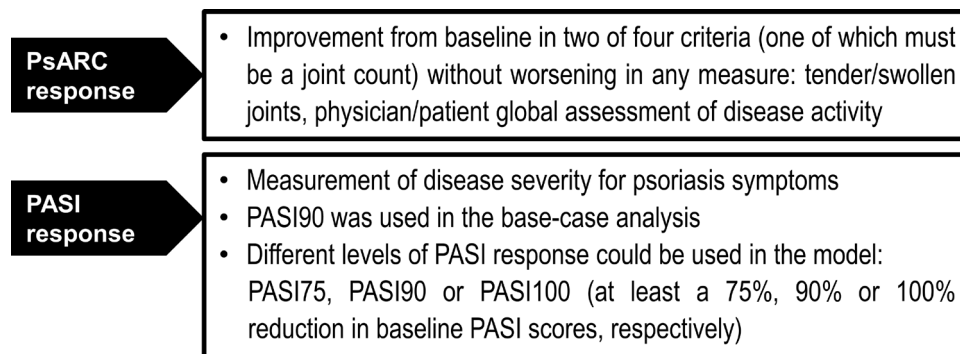 PsARC
response
• Improvement from baseline in two of four criteria (one of which must
be a joint count) without worsening in any measure: tender/swollen
joints, physician/patient global assessment of disease activity
PASI
response
• Measurement of disease severity for psoriasis symptoms
• PASI90 was used in the base-case analysis
• Different levels of PASI response could be used in the model:
PASI75, PASI90 or PASI100 (at least a 75%, 90% or 100%
reduction in baseline PASI scores, respectively)